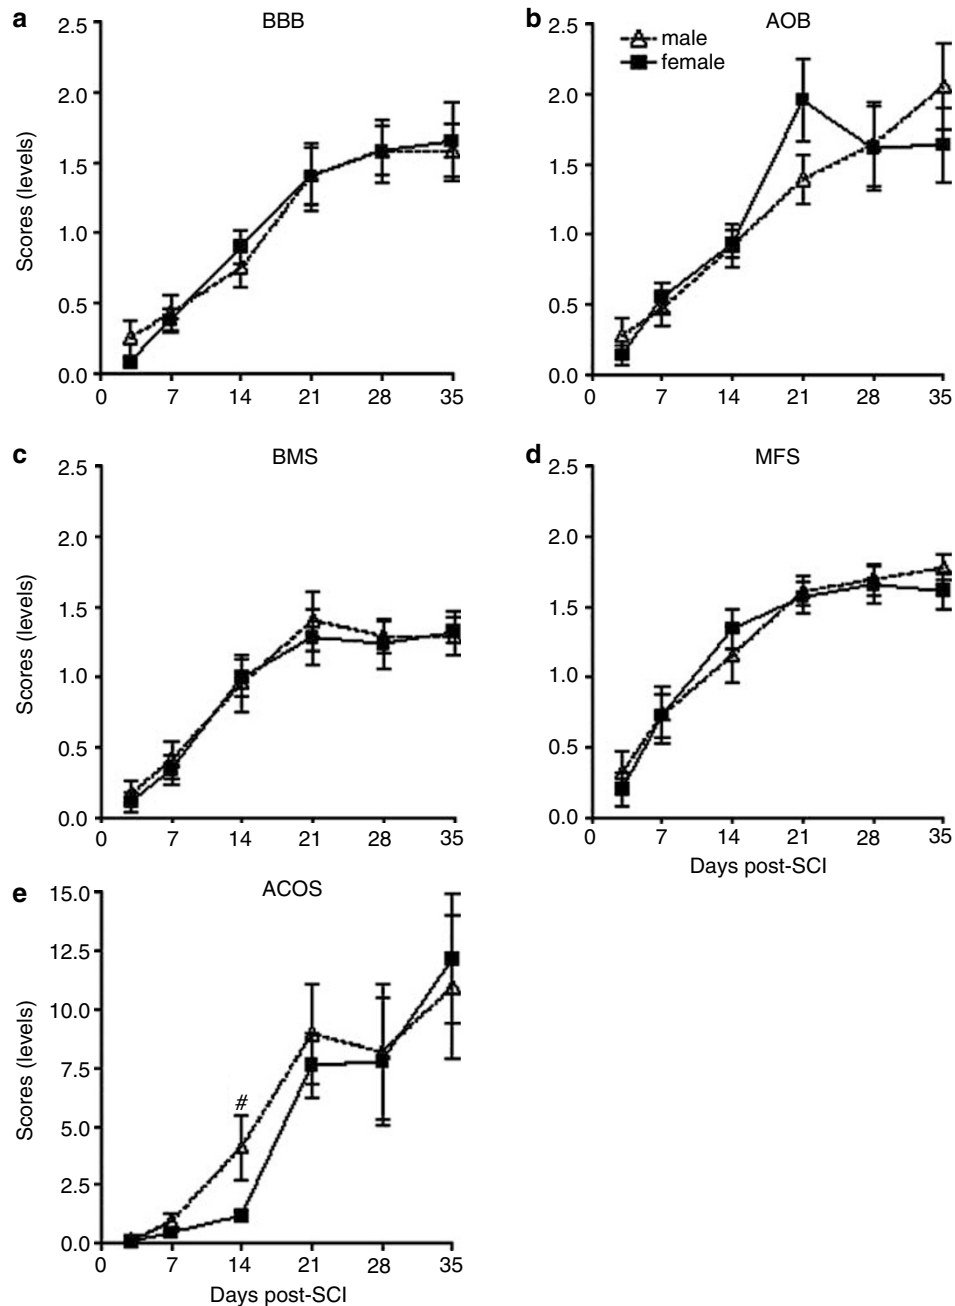 a BBB
2.5
2.0
1.5
1.0
0.5
0.0
Scores (levels)
0 7 14 21 28 35
b AOB
male
female
2.5
2.0
1.5
1.0
0.5
0.0
0 7 14 21 28 35
c BMS
2.5
2.0
1.5
1.0
0.5
0.0
Scores (levels)
0 7 14 21 28 35
d MFS
2.5
2.0
1.5
1.0
0.5
0.0
0 7 14 21 28 35
Days post-SCI
e ACOS
15.0
12.5
10.0
7.5
5.0
2.5
0.0
Scores (levels)
#
0 7 14 21 28 35
Days post-SCI